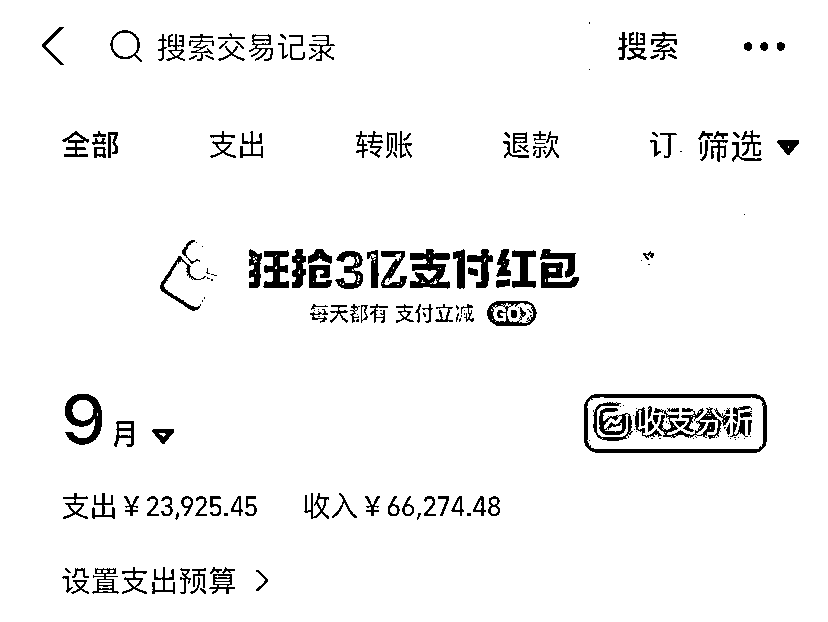 搜索交易记录 搜索
全部 支出 转账 退款 订 筛选
狂抢3亿支付红包
每天都有 支付立减 GO
9月 收支分析
支出￥23,925.45 收入￥66,274.48
设置支出预算